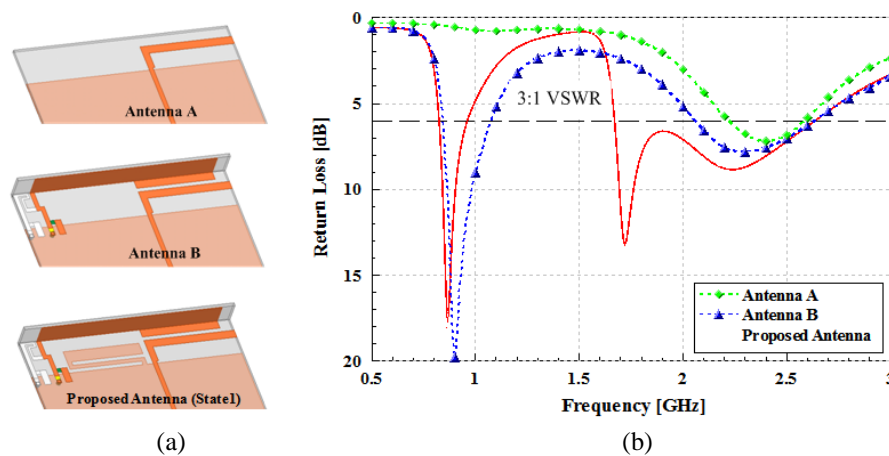 Antenna A
Antenna B
Proposed Antenna (State1)
(a)
0
5
10
15
20
Return Loss [dB]
3:1 VSWR
Antenna A
Antenna B
Proposed Antenna
0.5
1
1.5
2
2.5
3
Frequency [GHz]
(b)